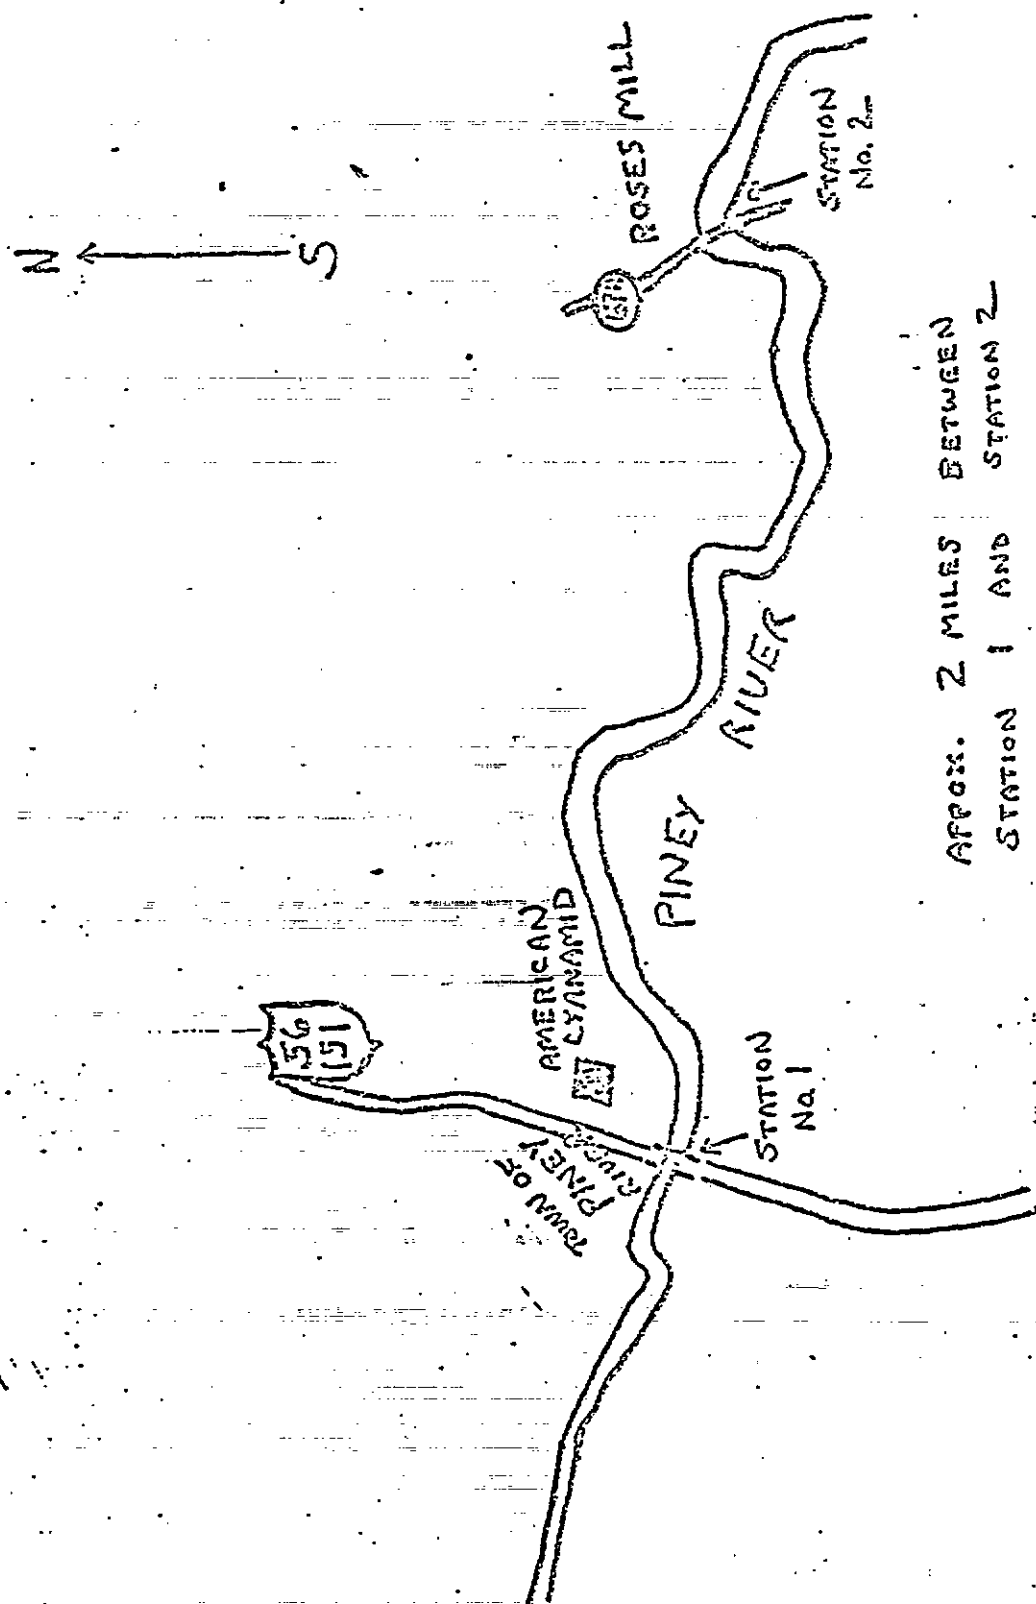 N
S
56
151
AMERICAN
CYANAMID
TOWN OF
PINEY
RIVER
STATION
No. 1
PINEY RIVER
ROSES MILL
STATION
No. 2
APPOX. 2 MILES BETWEEN
STATION 1 AND STATION 2